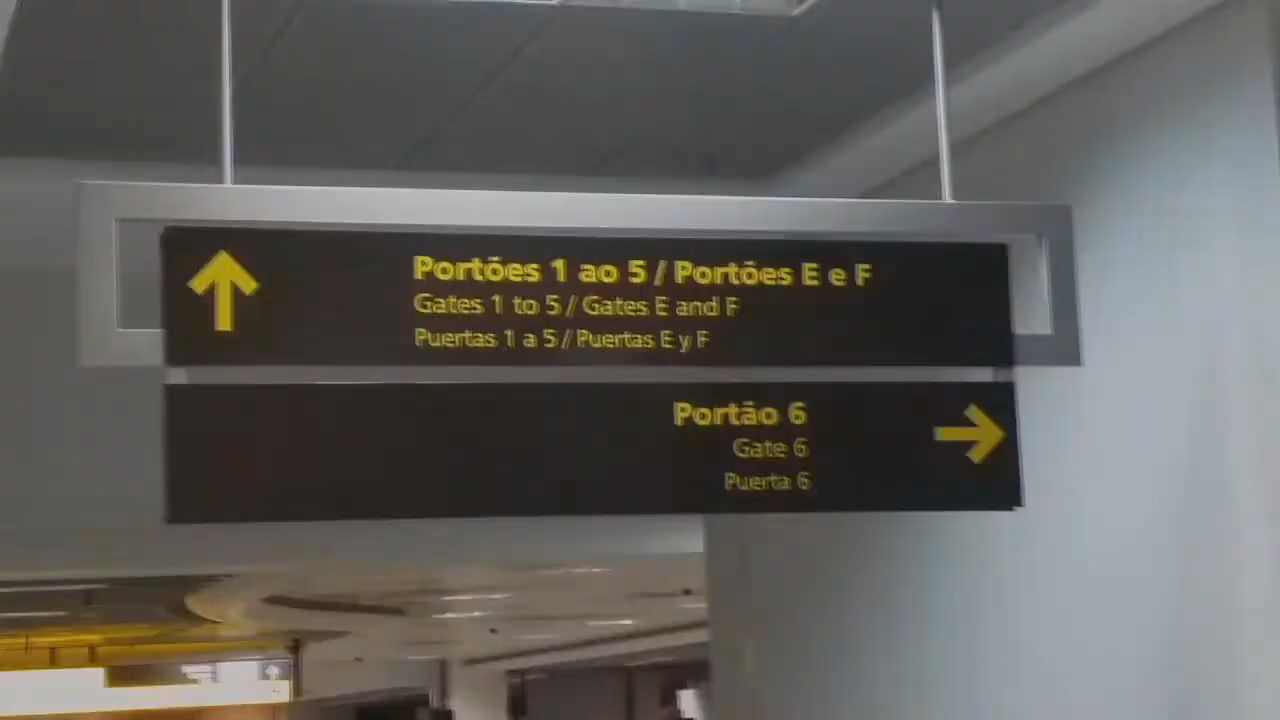 Portões 1 ao 5 / Portões E e F
Gates 1 to 5 / Gates E and F
Puertas 1 a 5 / Puertas E y F
Portão 6
Gate 6
Puerta 6